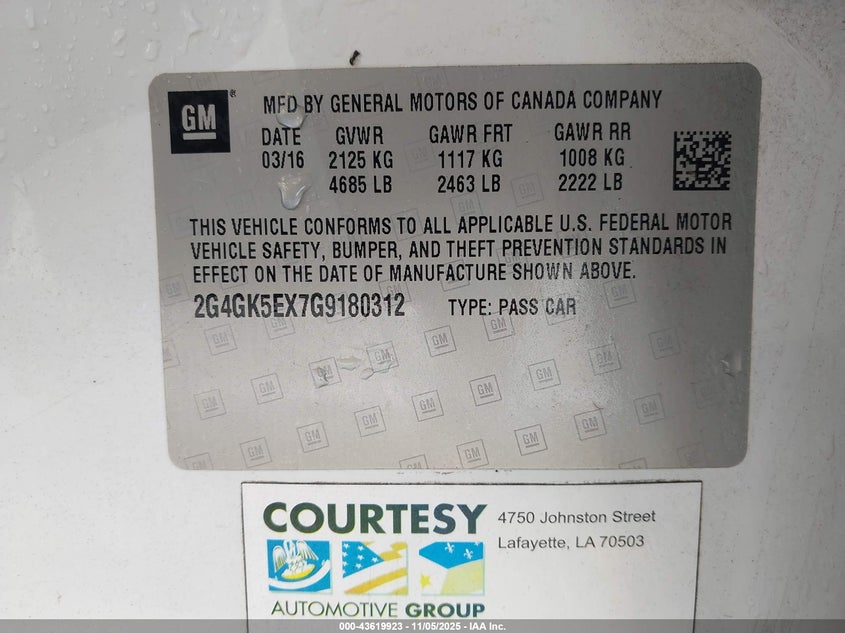 GM
MFD BY GENERAL MOTORS OF CANADA COMPANY
DATE GVWR GAWR FRT GAWR RR
03/16 2125 KG 1117 KG 1008 KG
4685 LB 2463 LB 2222 LB
THIS VEHICLE CONFORMS TO ALL APPLICABLE U.S. FEDERAL MOTOR
VEHICLE SAFETY, BUMPER, AND THEFT PREVENTION STANDARDS IN
EFFECT ON THE DATE OF MANUFACTURE SHOWN ABOVE.
2G4GK5EX7G9180312 TYPE: PASS CAR
COURTESY
AUTOMOTIVE GROUP
4750 Johnston Street
Lafayette, LA 70503
000-43619923 - 11/05/2025 - IAA Inc.